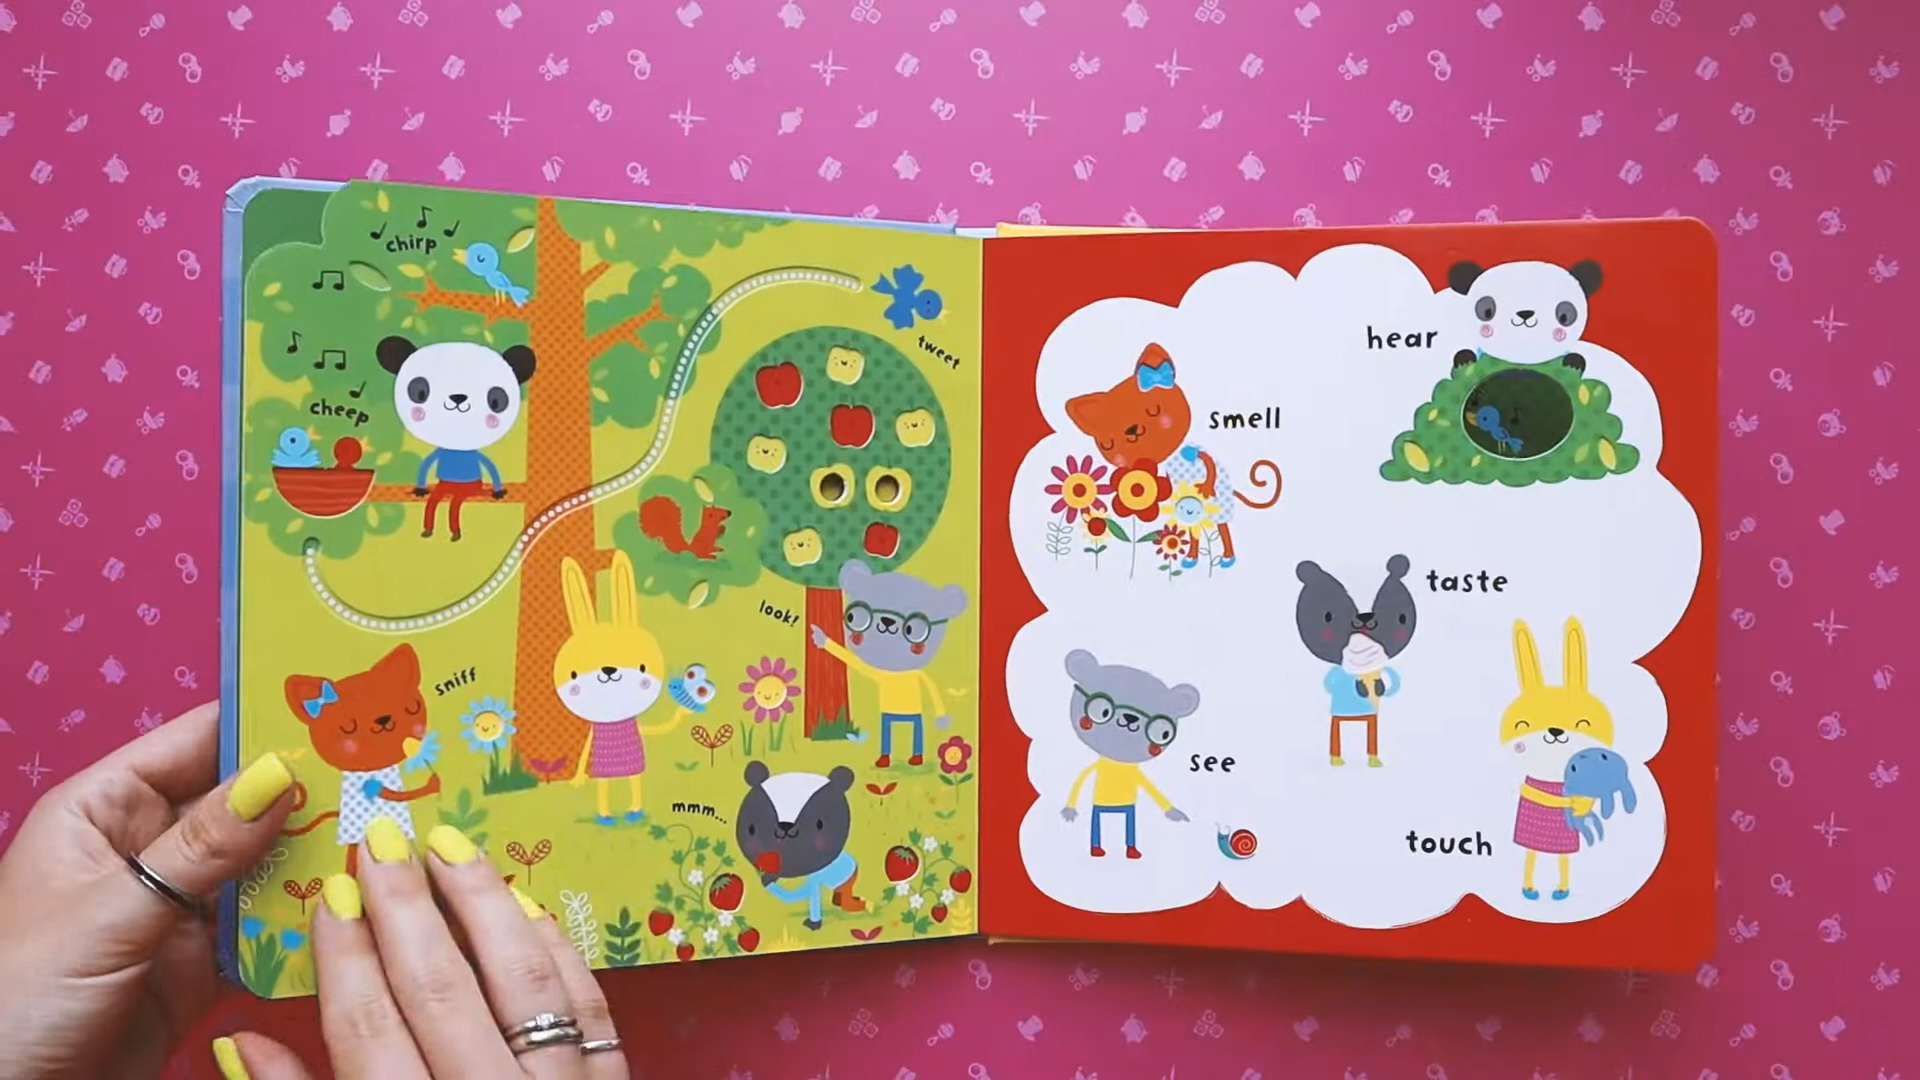 chirp
cheep
tweet
sniff
look!
mmm...
hear
smell
taste
see
touch